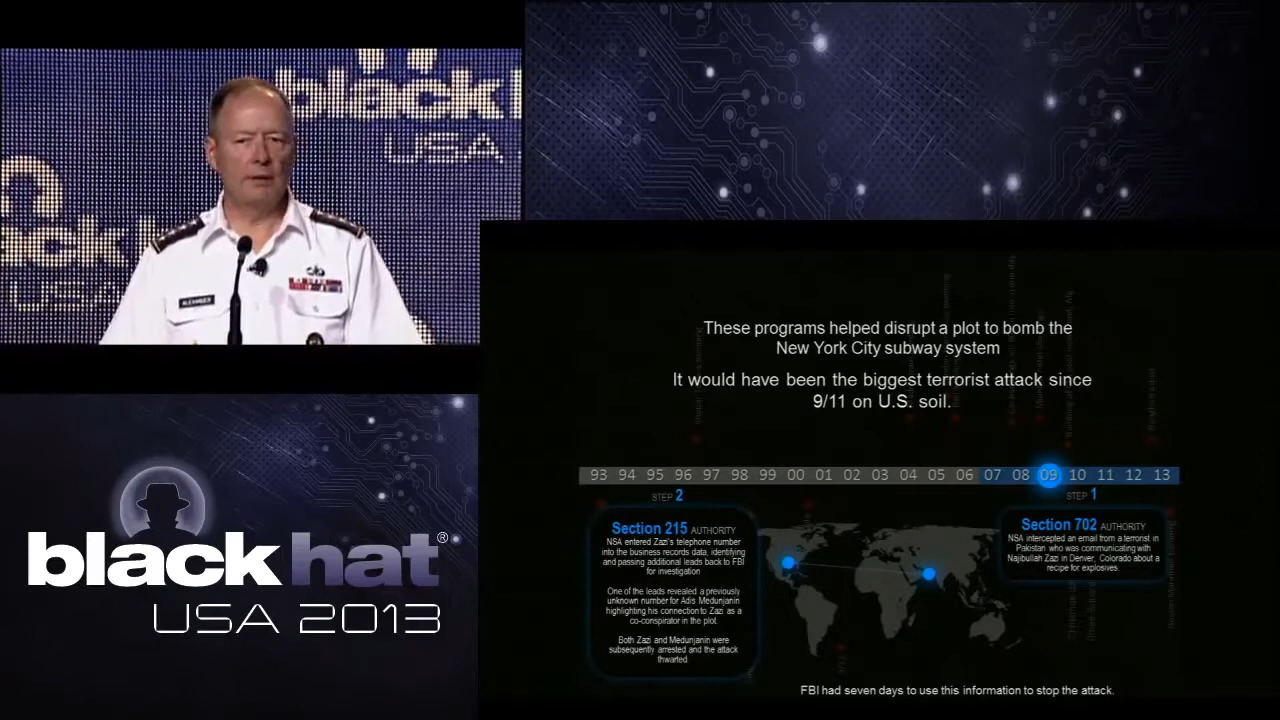 black
USA
ack
USA
ALEXANDER
blackhat®
USA 2013
These programs helped disrupt a plot to bomb the
New York City subway system
It would have been the biggest terrorist attack since
9/11 on U.S. soil.
93 94 95 96 97 98 99 00 01 02 03 04 05 06 07 08 09 10 11 12 13
STEP 2
Section 215 AUTHORITY
NSA entered Zazi's telephone number
into the business records data, identifying
and passing additional leads back to FBI
for investigation
One of the leads revealed a previously
unknown number for Adis Medunjanin
highlighting his connection to Zazi as a
co-conspirator in the plot.
Both Zazi and Medunjanin were
subsequently arrested and the attack
thwarted.
STEP 1
Section 702 AUTHORITY
NSA intercepted an email from a terrorist in
Pakistan who was communicating with
Najibullah Zazi in Denver, Colorado about a
recipe for explosives.
FBI had seven days to use this information to stop the attack.